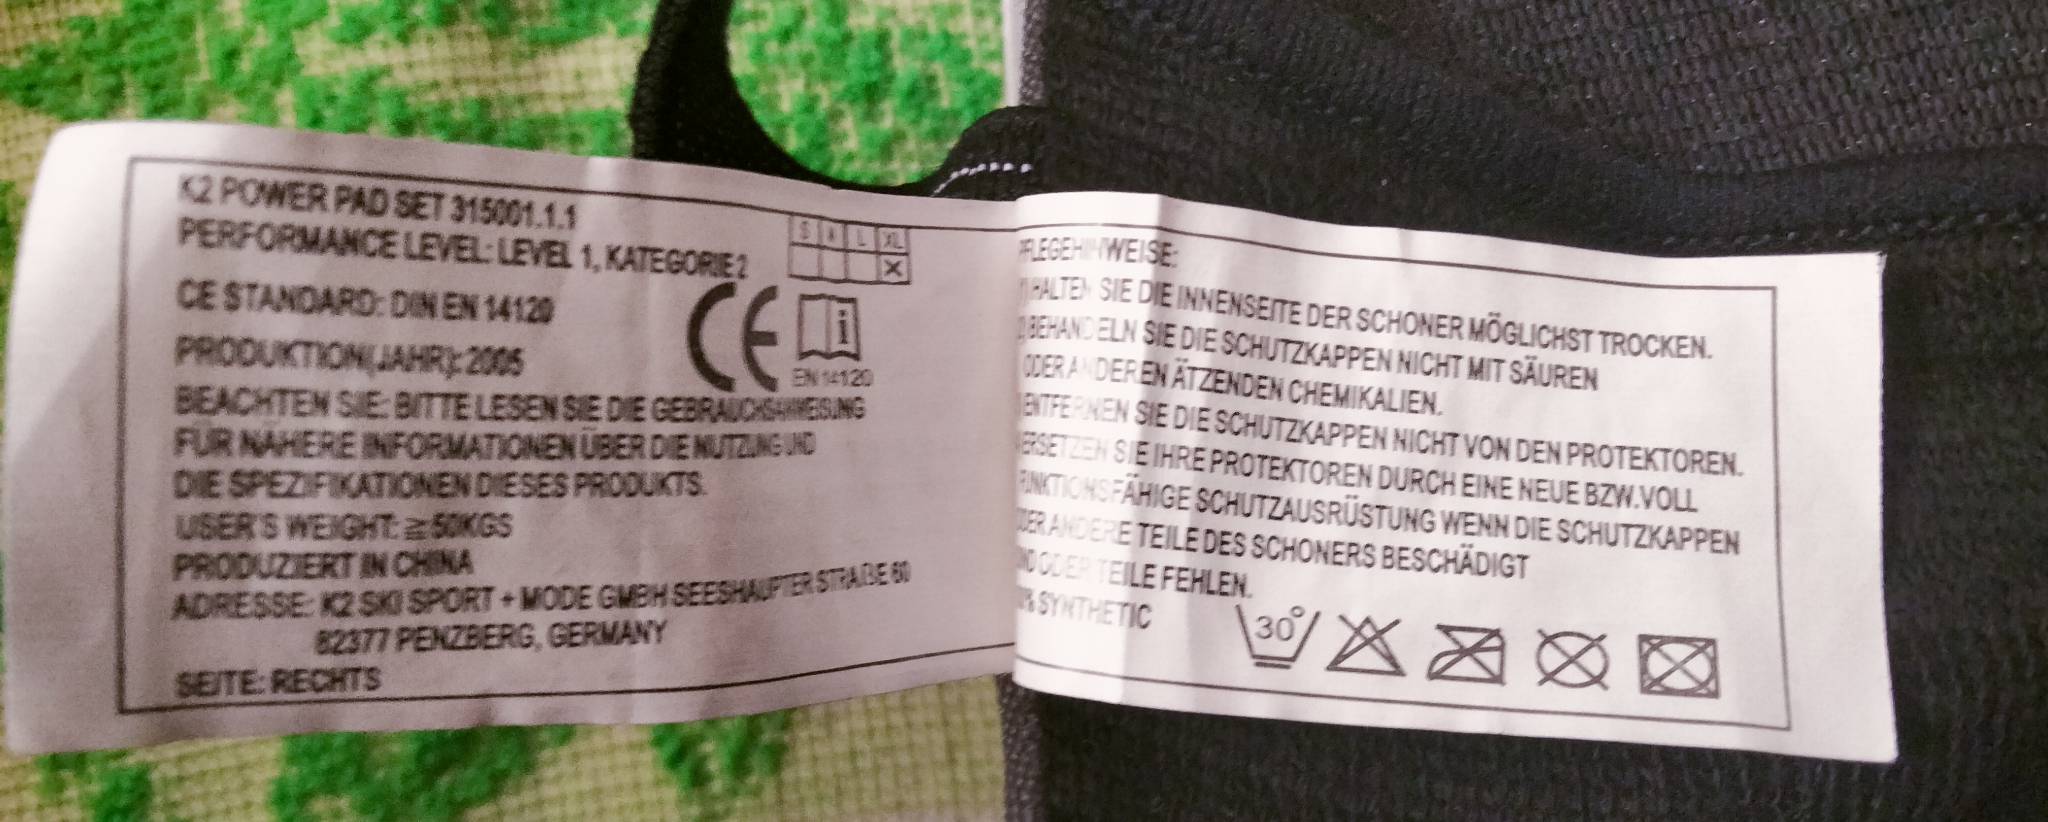 K2 POWER PAD SET 315001.1.1
PERFORMANCE LEVEL: LEVEL 1, KATEGORIE 2
S L XL
X
CE STANDARD: DIN EN 14120
CE
i
EN 14120
PRODUKTION(JAHR): 2005
BEACHTEN SIE: BITTE LESEN SIE DIE GEBRAUCHSANWEISUNG
FÜR NÄHERE INFORMATIONEN ÜBER DIE NUTZUNG UND
DIE SPEZIFIKATIONEN DIESES PRODUKTS.
USER'S WEIGHT: ≧50KGS
PRODUZIERT IN CHINA
ADRESSE: K2 SKI SPORT + MODE GMBH SEESHAUPTER STRAßE 60
82377 PENZBERG, GERMANY
SEITE: RECHTS
PFLEGEHINWEISE:
HALTEN SIE DIE INNENSEITE DER SCHONER MÖGLICHST TROCKEN.
BEHANDELN SIE DIE SCHUTZKAPPEN NICHT MIT SÄUREN
ODER ANDEREN ÄTZENDEN CHEMIKALIEN.
ENTFERNEN SIE DIE SCHUTZKAPPEN NICHT VON DEN PROTEKTOREN.
ERSETZEN SIE IHRE PROTEKTOREN DURCH EINE NEUE BZW.VOLL
FUNKTIONSFÄHIGE SCHUTZAUSRÜSTUNG WENN DIE SCHUTZKAPPEN
ODER ANDERE TEILE DES SCHONERS BESCHÄDIGT
ODER TEILE FEHLEN.
SYNTHETIC
30°